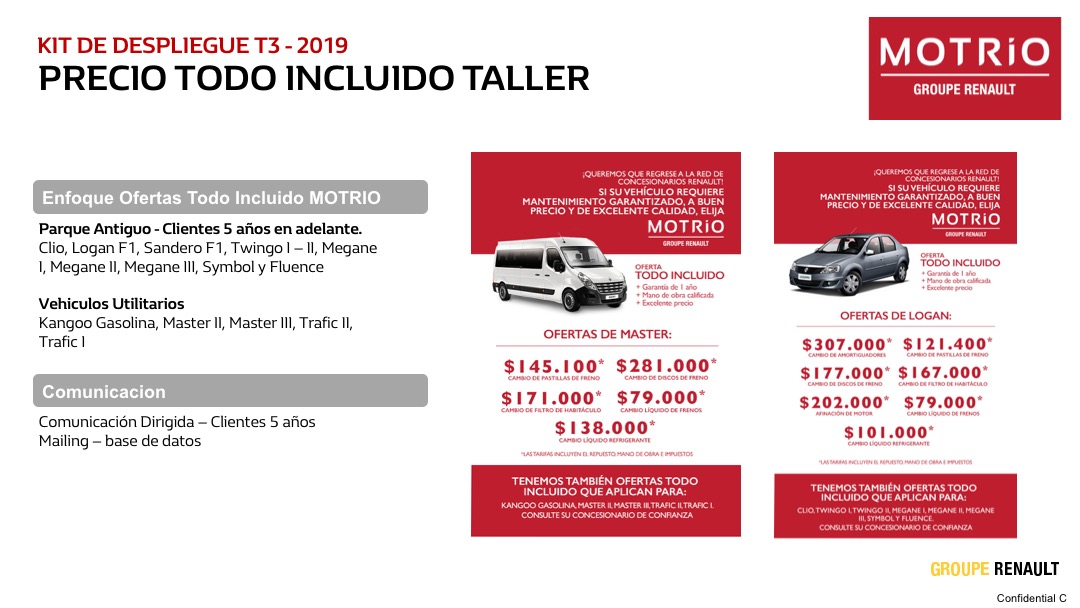 KIT DE DESPLIEGUE T3 - 2019
PRECIO TODO INCLUIDO TALLER
MOTRiO
GROUPE RENAULT
Enfoque Ofertas Todo Incluido MOTRIO
Parque Antiguo - Clientes 5 años en adelante.
Clio, Logan F1, Sandero F1, Twingo I – II, Megane
I, Megane II, Megane III, Symbol y Fluence
Vehiculos Utilitarios
Kangoo Gasolina, Master II, Master III, Trafic II,
Trafic I
Comunicacion
Comunicación Dirigida – Clientes 5 años
Mailing – base de datos
¡QUEREMOS QUE REGRESE A LA RED DE
CONCESIONARIOS RENAULT!
SI SU VEHÍCULO REQUIERE
MANTENIMIENTO GARANTIZADO, A BUEN
PRECIO Y DE EXCELENTE CALIDAD, ELIJA
MOTRiO
GROUPE RENAULT
OFERTA
TODO INCLUIDO
+ Garantía de 1 año
+ Mano de obra calificada
+ Excelente precio
OFERTAS DE MASTER:
$145.100* $281.000*
CAMBIO DE PASTILLAS DE FRENO CAMBIO DE DISCOS DE FRENO
$171.000* $79.000*
CAMBIO DE FILTRO DE HABITÁCULO CAMBIO LÍQUIDO DE FRENOS
$138.000*
CAMBIO LÍQUIDO REFRIGERANTE
*LAS TARIFAS INCLUYEN EL REPUESTO, MANO DE OBRA E IMPUESTOS
TENEMOS TAMBIÉN OFERTAS TODO
INCLUIDO QUE APLICAN PARA:
KANGOO GASOLINA, MASTER II, MASTER III, TRAFIC II, TRAFIC I.
CONSULTE SU CONCESIONARIO DE CONFIANZA
¡QUEREMOS QUE REGRESE A LA RED DE
CONCESIONARIOS RENAULT!
SI SU VEHÍCULO REQUIERE
MANTENIMIENTO GARANTIZADO, A BUEN
PRECIO Y DE EXCELENTE CALIDAD, ELIJA
MOTRiO
GROUPE RENAULT
OFERTA
TODO INCLUIDO
+ Garantía de 1 año
+ Mano de obra calificada
+ Excelente precio
OFERTAS DE LOGAN:
$307.000* $121.400*
CAMBIO DE AMORTIGUADORES CAMBIO DE PASTILLAS DE FRENO
$177.000* $167.000*
CAMBIO DE DISCOS DE FRENO CAMBIO DE FILTRO DE HABITÁCULO
$202.000* $79.000*
AFINACIÓN DE MOTOR CAMBIO LÍQUIDO DE FRENOS
$101.000*
CAMBIO LÍQUIDO REFRIGERANTE
*LAS TARIFAS INCLUYEN EL REPUESTO, MANO DE OBRA E IMPUESTOS
TENEMOS TAMBIÉN OFERTAS TODO
INCLUIDO QUE APLICAN PARA:
CLIO, TWINGO I, TWINGO II, MEGANE I, MEGANE II, MEGANE
III, SYMBOL Y FLUENCE.
CONSULTE SU CONCESIONARIO DE CONFIANZA
GROUPE RENAULT
Confidential C